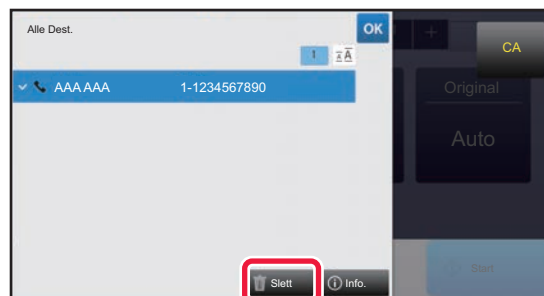 Alle Dest.
OK
CA
1
AAA AAA 1-1234567890
Original
Auto
Slett
Info.
Start